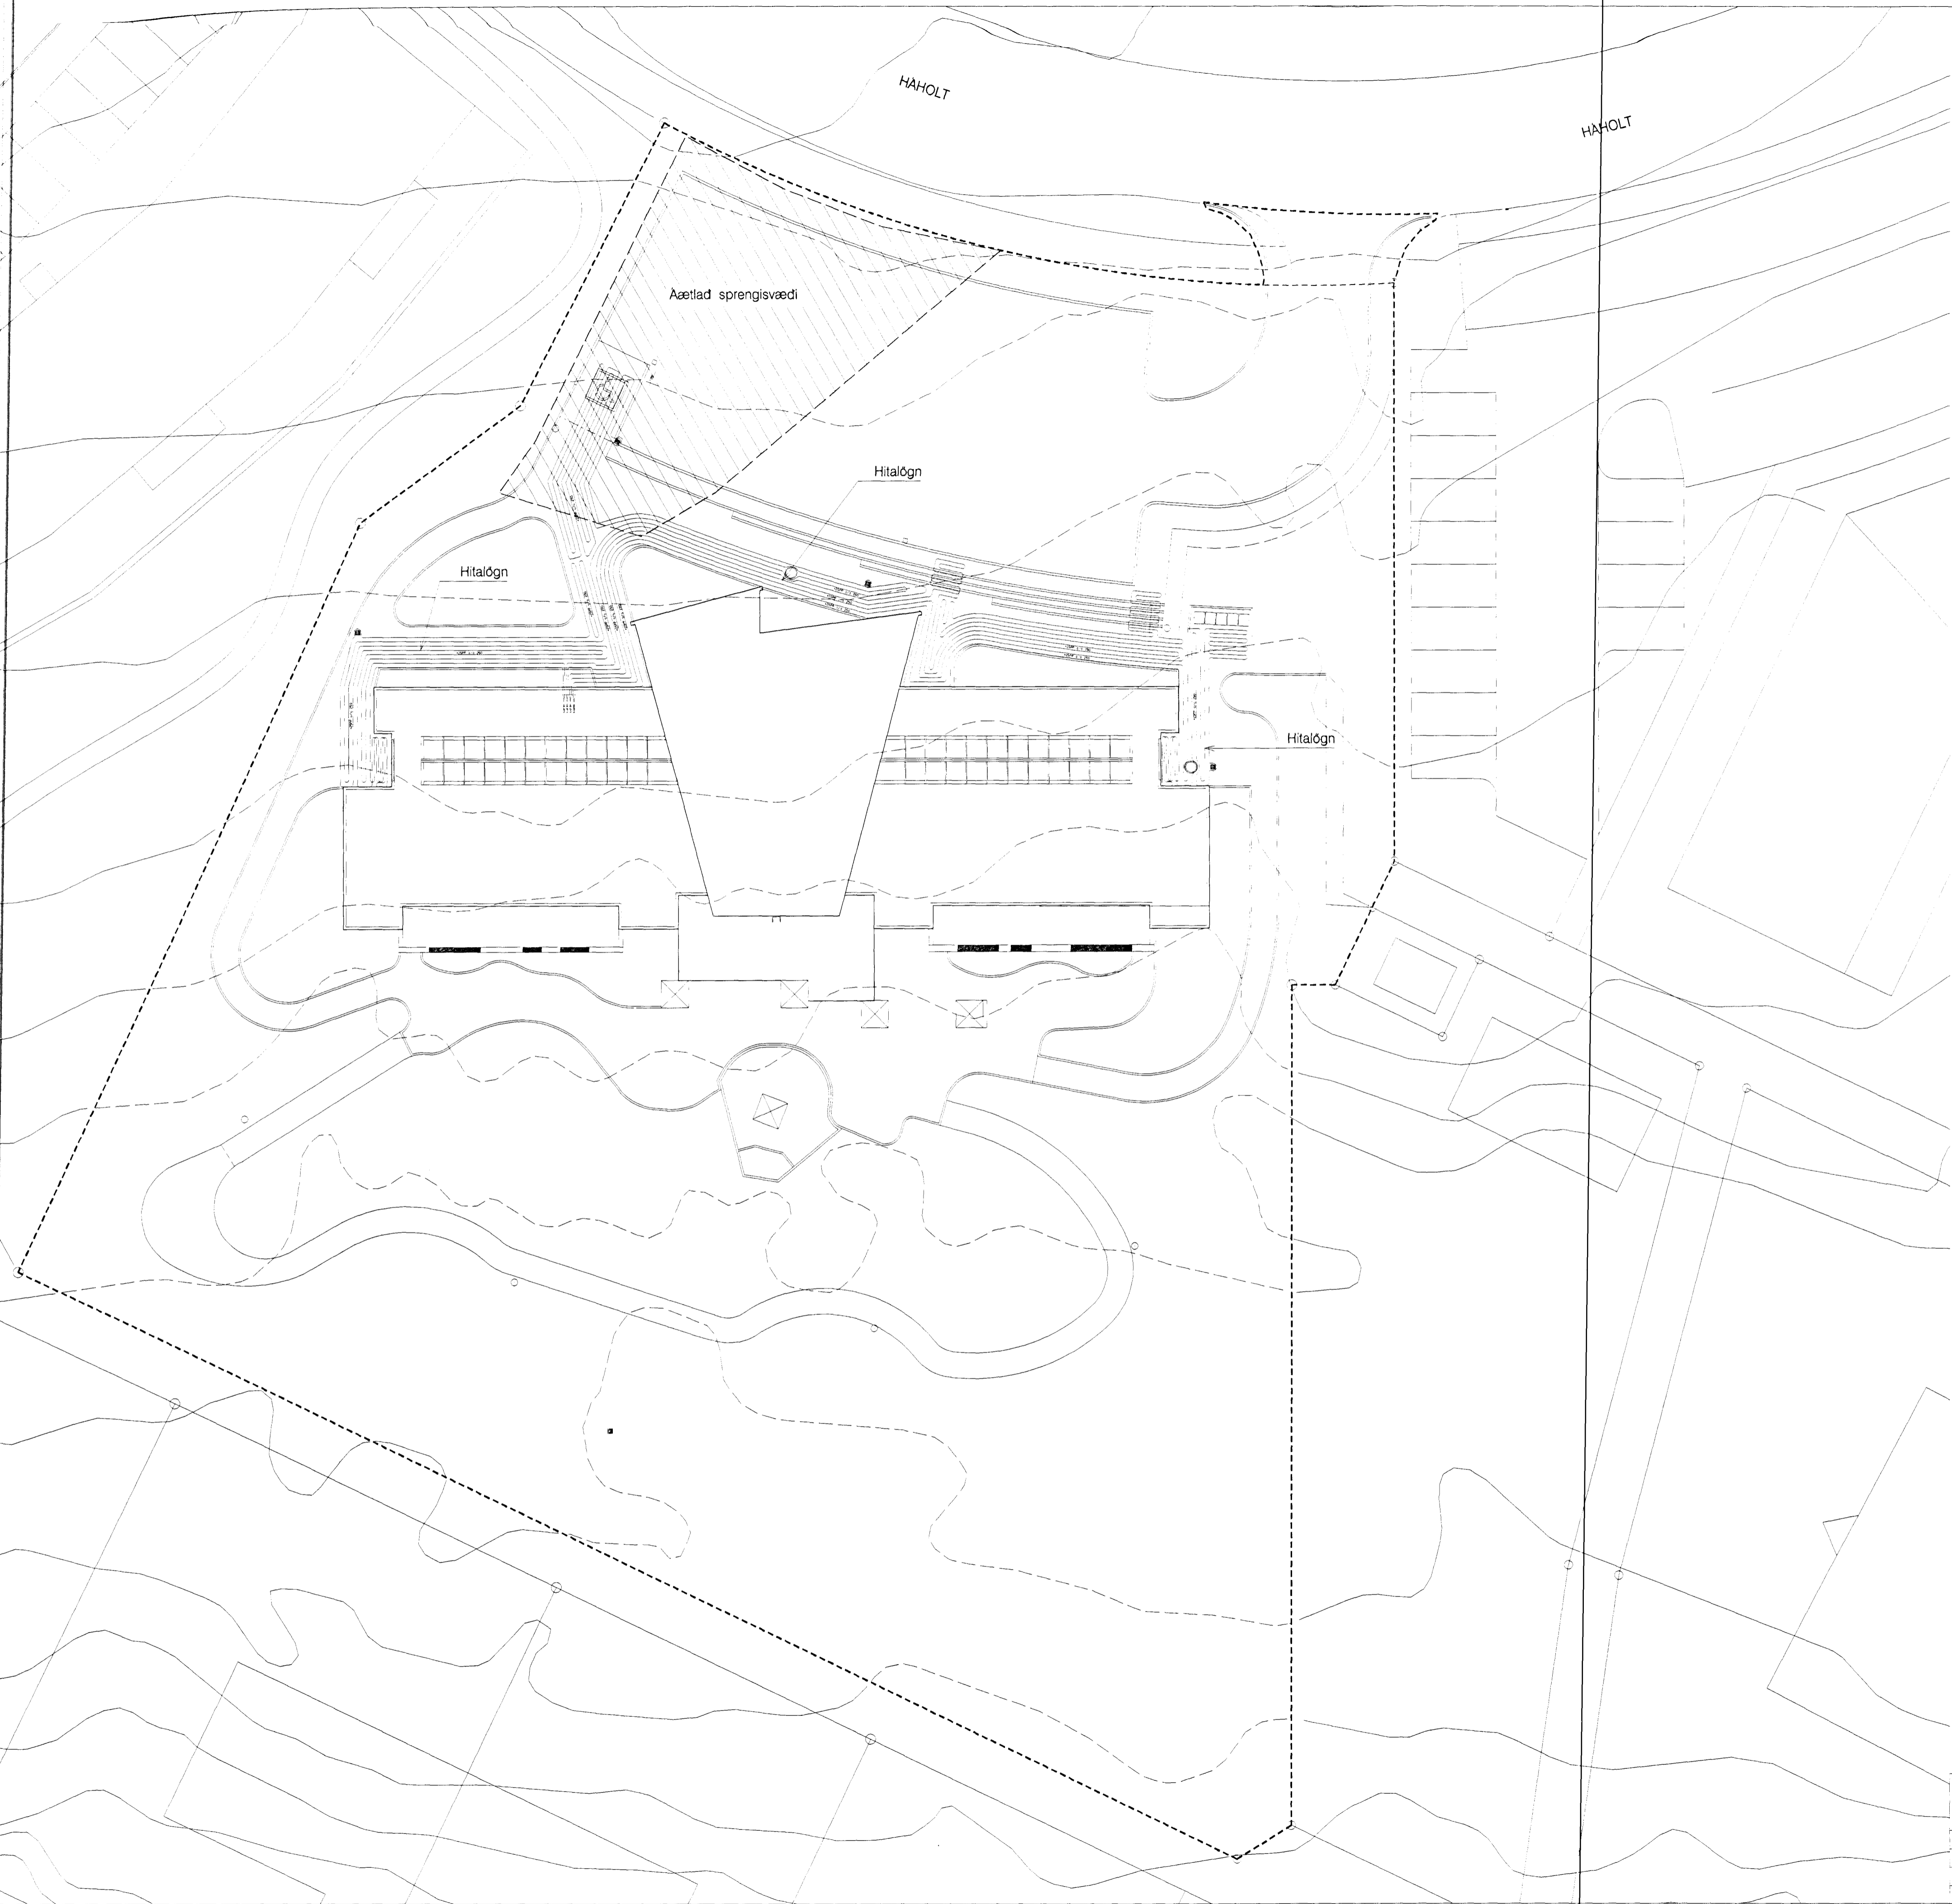 HÁHOLT
HÁHOLT
Áætlað sprengisvæði
Hitalögn
Hitalögn
Hitalögn